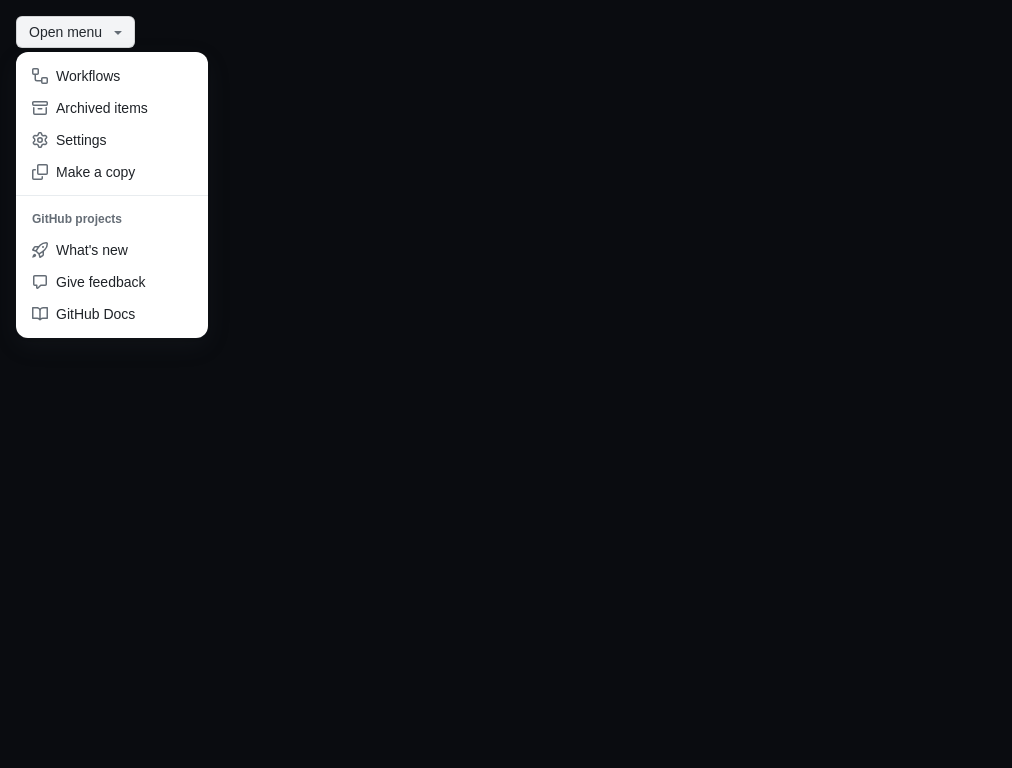 Open menu
Workflows
Archived items
Settings
Make a copy
GitHub projects
What's new
Give feedback
GitHub Docs